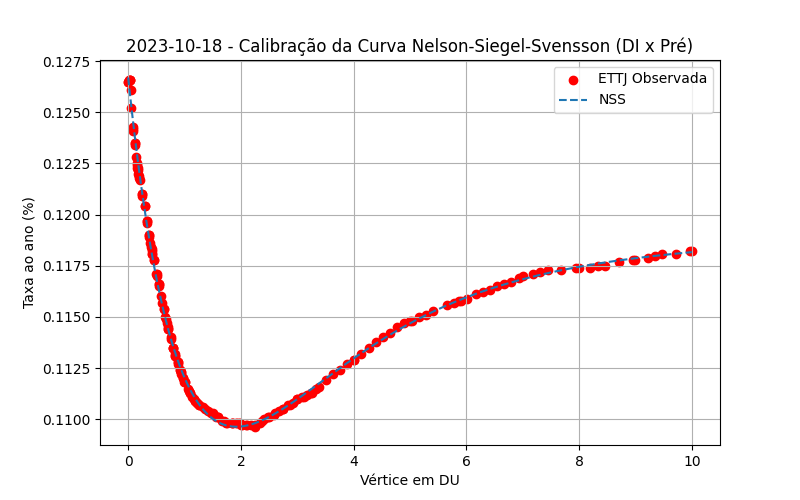 2023-10-18 - Calibração da Curva Nelson-Siegel-Svensson (DI x Pré)
ETTJ Observada
NSS
Taxa ao ano (%)
0.1275
0.1250
0.1225
0.1200
0.1175
0.1150
0.1125
0.1100
0 2 4 6 8 10
Vértice em DU